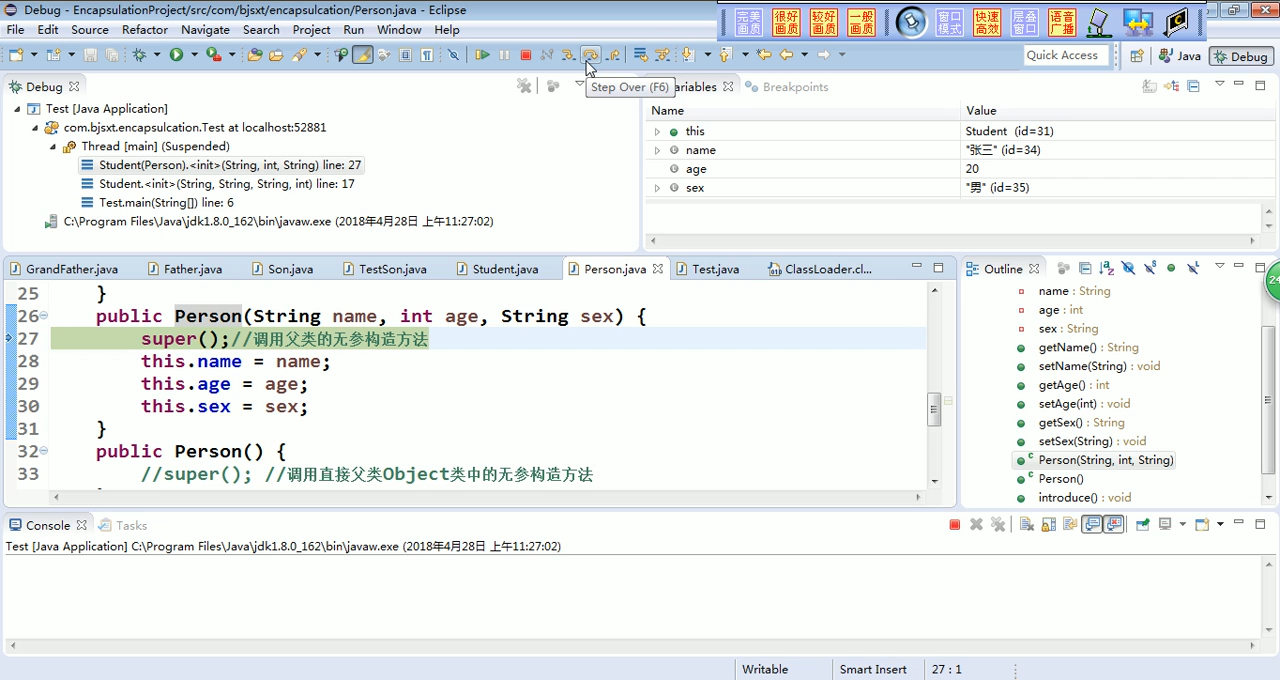 Debug - EncapsulationProject/src/com/bjsxt/encapsulcation/Person.java - Eclipse
完美画质 很好画质 较好画质 一般画质 窗口模式 快速高效 层叠窗口 语音广播
File Edit Source Refactor Navigate Search Project Run Window
Quick Access Java Debug
Step Over (F6)
Debug
Test [Java Application]
com.bjsxt.encapsulcation.Test at localhost:52881
Thread [main] (Suspended)
Student(Person).<init>(String, int, String) line: 27
Student.<init>(String, String, String, int) line: 17
Test.main(String[]) line: 6
C:\Program Files\Java\jdk1.8.0_162\bin\javaw.exe (2018年4月28日 上午11:27:02)
ariables Breakpoints
Name Value
this Student (id=31)
name "张三" (id=34)
age 20
sex "男" (id=35)
GrandFather.java Father.java Son.java TestSon.java Student.java Person.java Test.java ClassLoader.cl...
25 }
26 public Person(String name, int age, String sex) {
27 super();//调用父类的无参构造方法
28 this.name = name;
29 this.age = age;
30 this.sex = sex;
31 }
32 public Person() {
33 //super(); //调用直接父类Object类中的无参构造方法
Outline
name : String
age : int
sex : String
getName() : String
setName(String) : void
getAge() : int
setAge(int) : void
getSex() : String
setSex(String) : void
Person(String, int, String)
Person()
introduce() : void
24
Console Tasks
Test [Java Application] C:\Program Files\Java\jdk1.8.0_162\bin\javaw.exe (2018年4月28日 上午11:27:02)
Writable Smart Insert 27 : 1